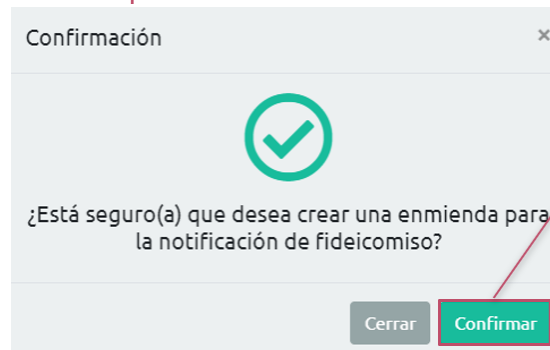 Confirmación
×
¿Está seguro(a) que desea crear una enmienda para
la notificación de fideicomiso?
Cerrar
Confirmar